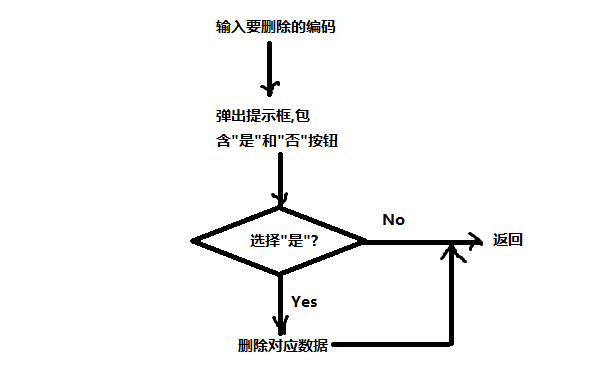 输入要删除的编码
弹出提示框,包
含"是"和"否"按钮
选择"是"?
No
返回
Yes
删除对应数据